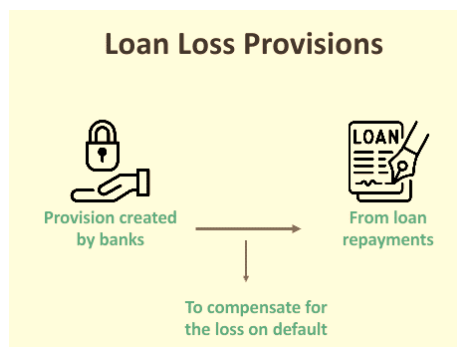 Loan Loss Provisions
LOAN
Provision created
by banks
From loan
repayments
To compensate for
the loss on default